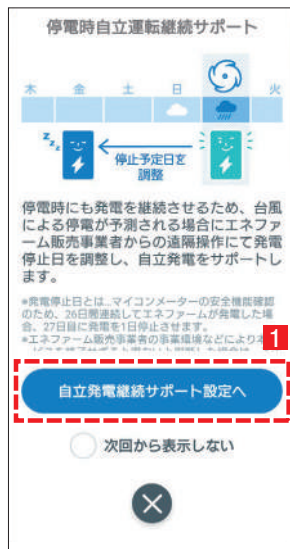 停電時自立運転継続サポート
木 金 土 日 火
zzz
停止予定日を
調整
停電時にも発電を継続させるため、台風
による停電が予測される場合にエネファ
ーム販売事業者からの遠隔操作にて発電
停止日を調整し、自立発電をサポートし
ます。
※発電停止日とは…マイコンメーターの安全機能確認
のため、26日間連続してエネファームが発電した場
合、27日目に発電を1日停止させます。
※エネファーム販売事業者の事業環境などにより
1
自立発電継続サポート設定へ
次回から表示しない